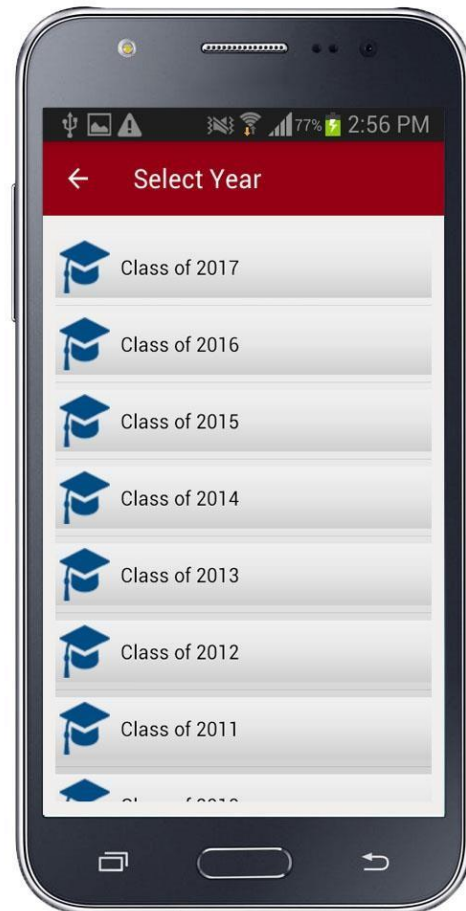 77% 2:56 PM
Select Year
Class of 2017
Class of 2016
Class of 2015
Class of 2014
Class of 2013
Class of 2012
Class of 2011